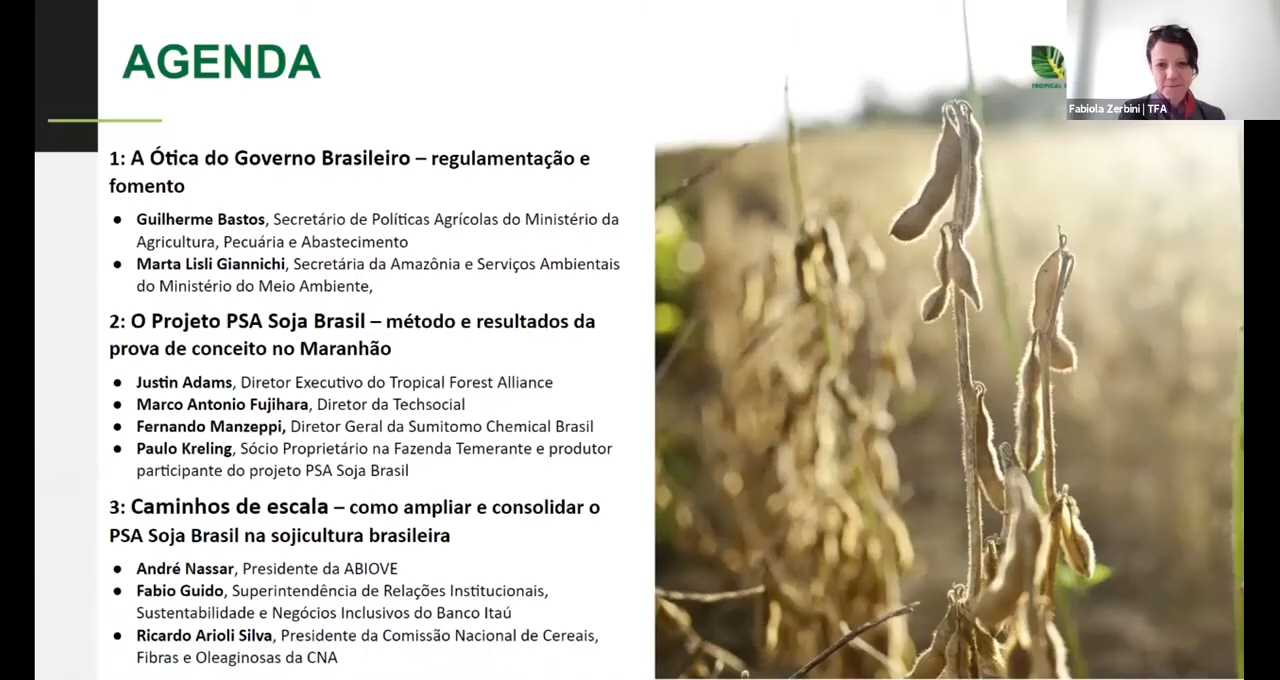 AGENDA
TROPICAL
Fabiola Zerbini | TFA
1: A Ótica do Governo Brasileiro – regulamentação e
fomento
● Guilherme Bastos, Secretário de Políticas Agrícolas do Ministério da
Agricultura, Pecuária e Abastecimento
● Marta Lisli Giannichi, Secretária da Amazônia e Serviços Ambientais
do Ministério do Meio Ambiente,
2: O Projeto PSA Soja Brasil – método e resultados da
prova de conceito no Maranhão
● Justin Adams, Diretor Executivo do Tropical Forest Alliance
● Marco Antonio Fujihara, Diretor da Techsocial
● Fernando Manzeppi, Diretor Geral da Sumitomo Chemical Brasil
● Paulo Kreling, Sócio Proprietário na Fazenda Temerante e produtor
participante do projeto PSA Soja Brasil
3: Caminhos de escala – como ampliar e consolidar o
PSA Soja Brasil na sojicultura brasileira
● André Nassar, Presidente da ABIOVE
● Fabio Guido, Superintendência de Relações Institucionais,
Sustentabilidade e Negócios Inclusivos do Banco Itaú
● Ricardo Arioli Silva, Presidente da Comissão Nacional de Cereais,
Fibras e Oleaginosas da CNA